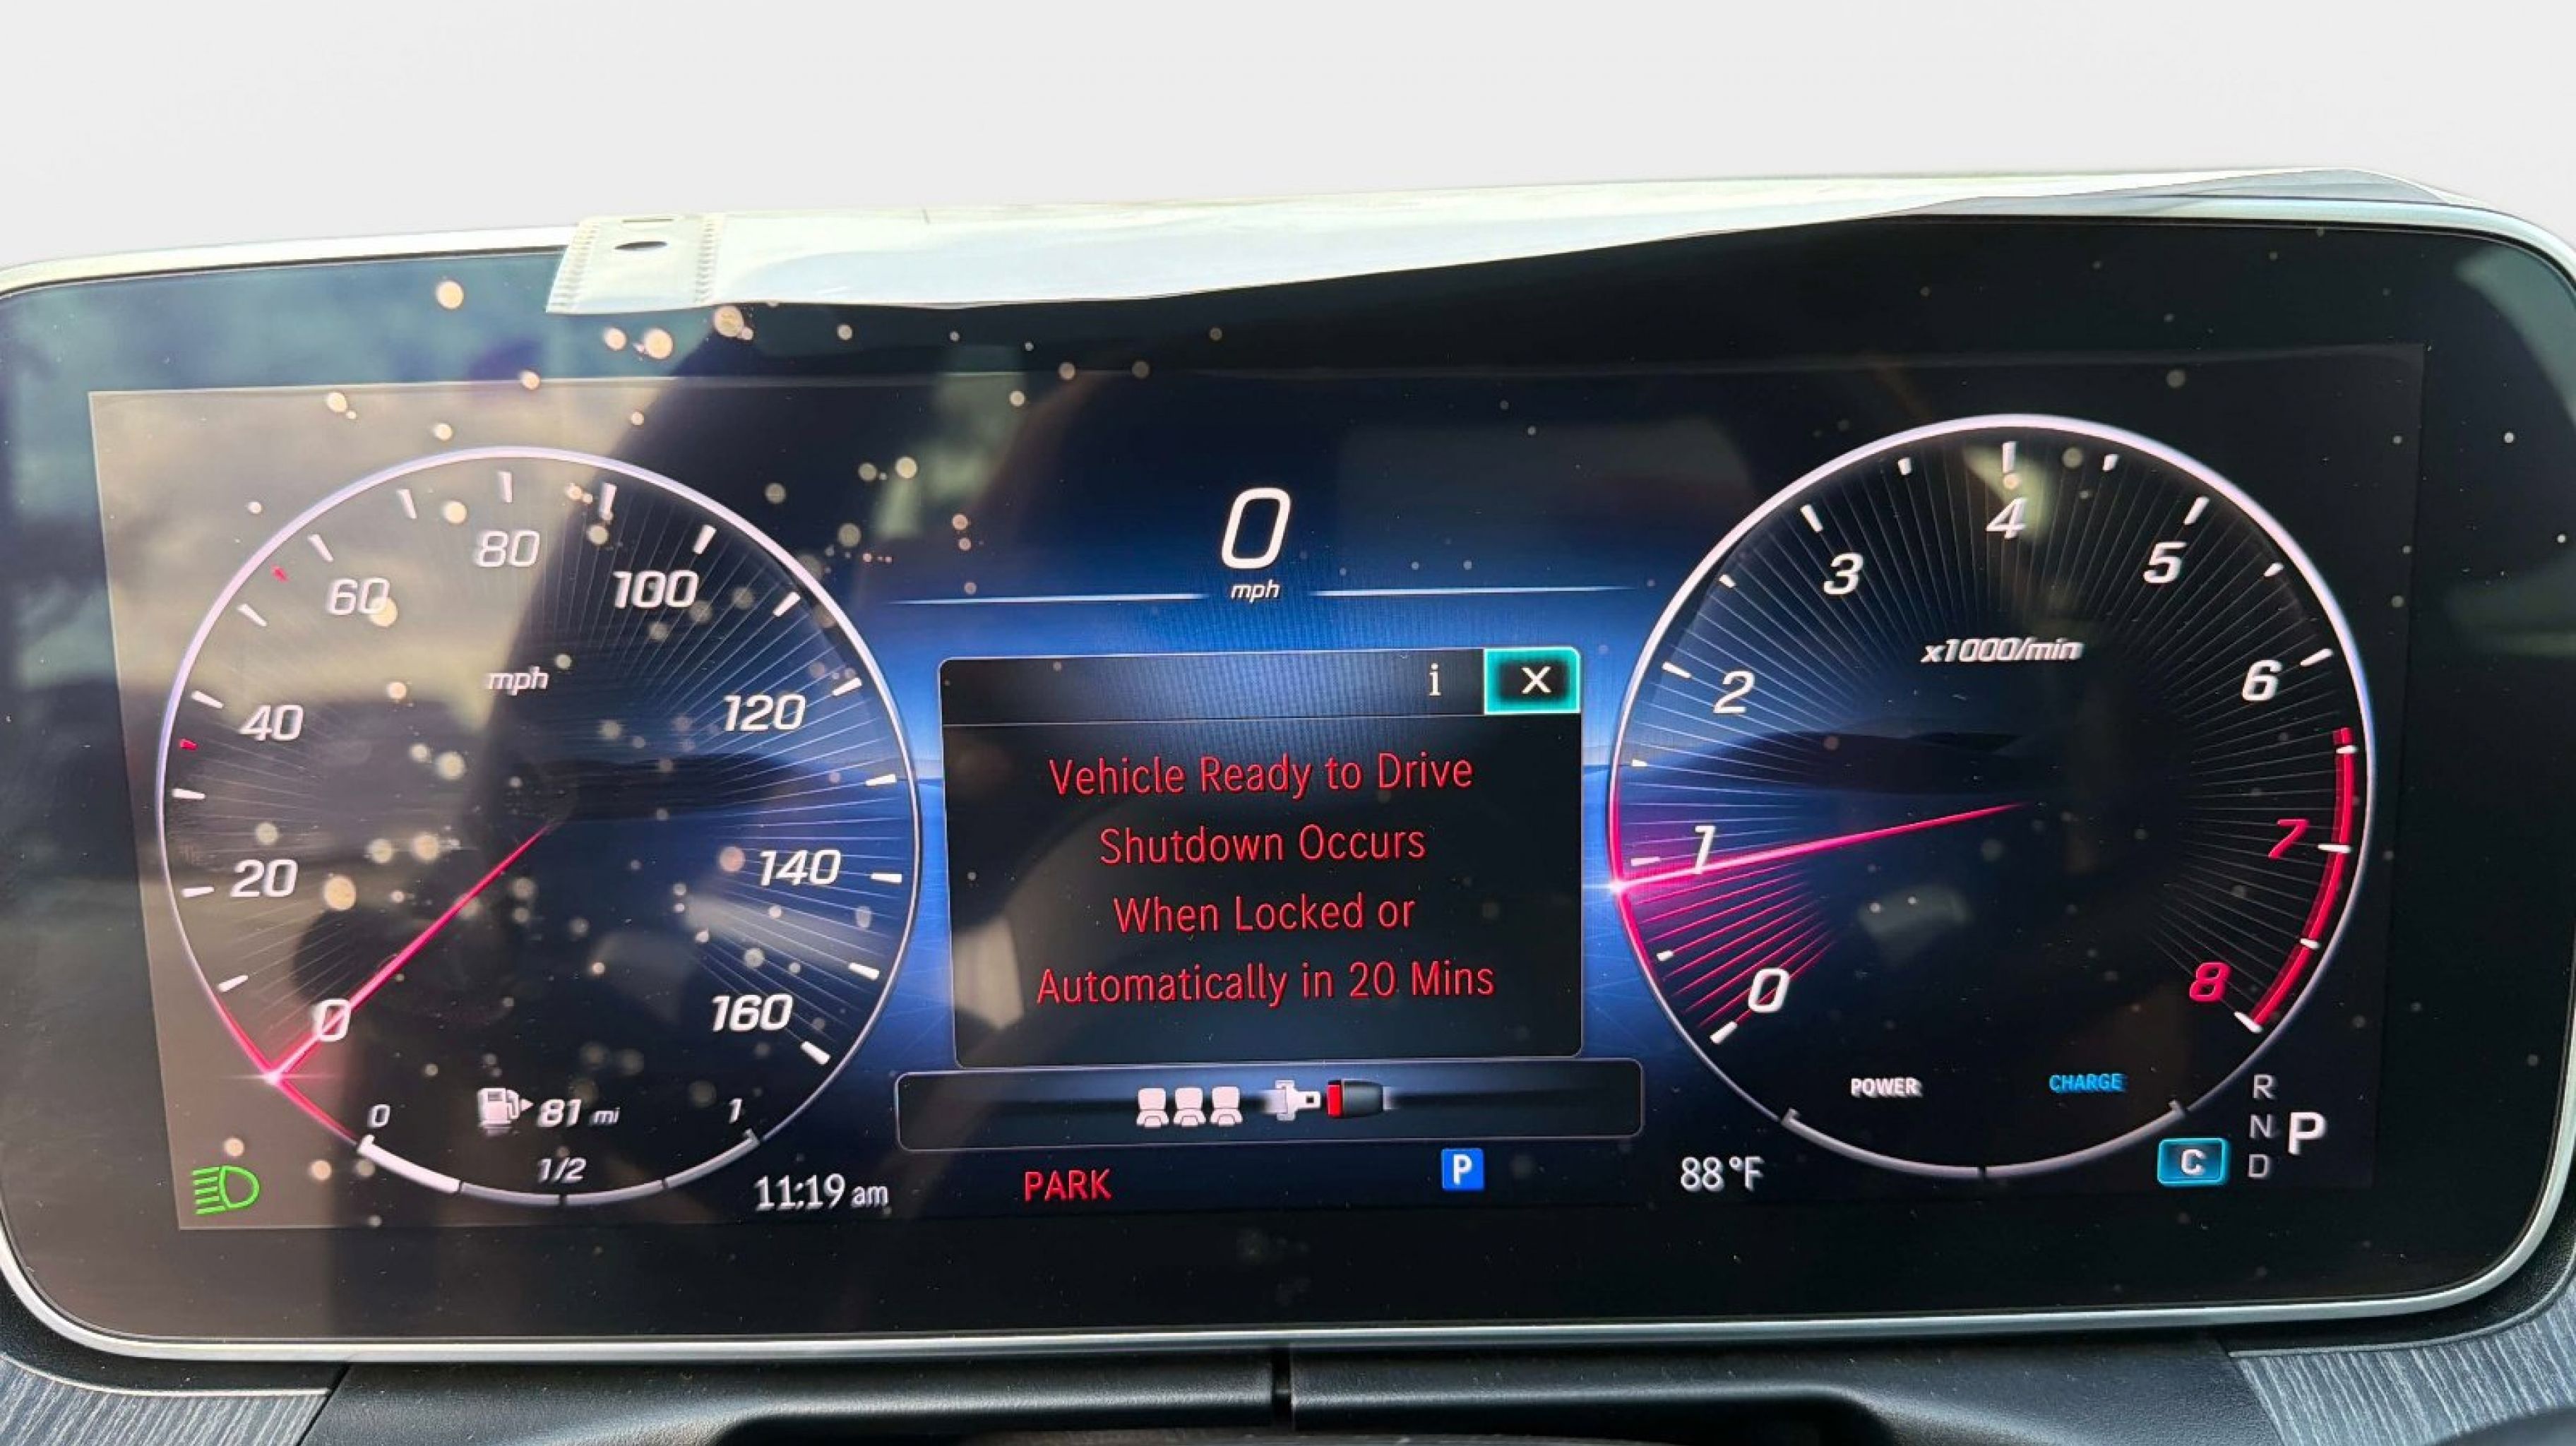 0
mph
i X
Vehicle Ready to Drive
Shutdown Occurs
When Locked or
Automatically in 20 Mins
0
20
40
60
80
100
120
140
160
mph
0 1/2 1
81 mi
11:19 am
PARK
P
88°F
0
1
2
3
4
5
6
7
8
x1000/min
POWER CHARGE
C
R
N
D
P